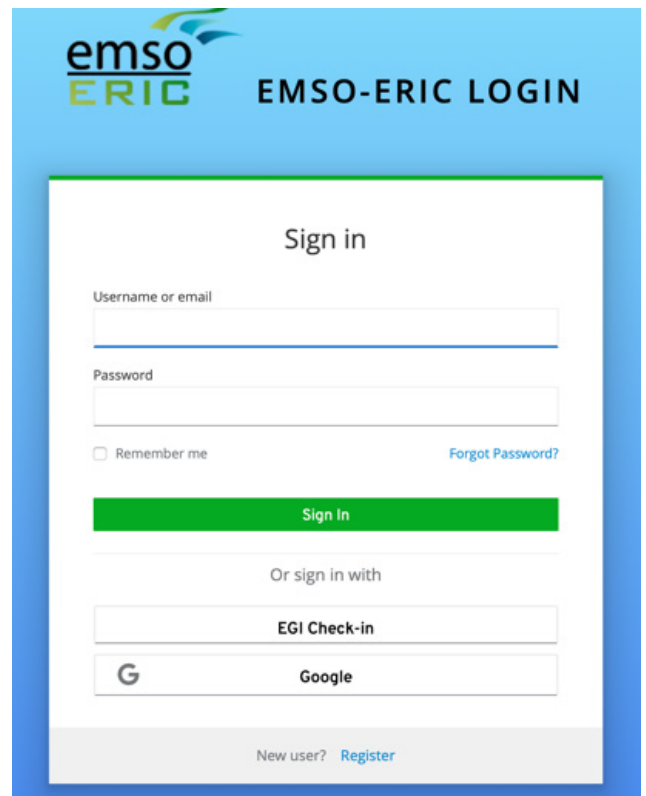 emso
ERIC
EMSO-ERIC LOGIN
Sign in
Username or email
Password
Remember me
Forgot Password?
Sign In
Or sign in with
EGI Check-in
G
Google
New user? Register